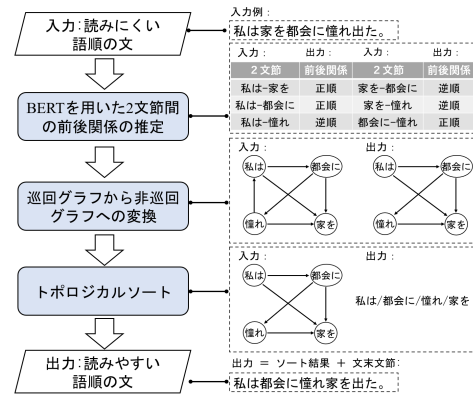 入力:読みにくい
語順の文
BERTを用いた2文節間
の前後関係の推定
巡回グラフから非巡回
グラフへの変換
トポロジカルソート
出力:読みやすい
語順の文
入力例:
私は家を都会に憧れ出た。
入力: 出力: 入力: 出力:
2文節 前後関係 2文節 前後関係
私は-家を 正順 家を-都会に 逆順
私は-都会に 正順 家を-憧れ 逆順
私は-憧れ 逆順 都会に-憧れ 正順
入力: 出力:
私は 都会に 私は 都会に
憧れ 家を 憧れ 家を
入力: 出力:
私は 都会に
私は/都会に/憧れ/家を
憧れ 家を
出力 = ソート結果 + 文末文節:
私は都会に憧れ家を出た。